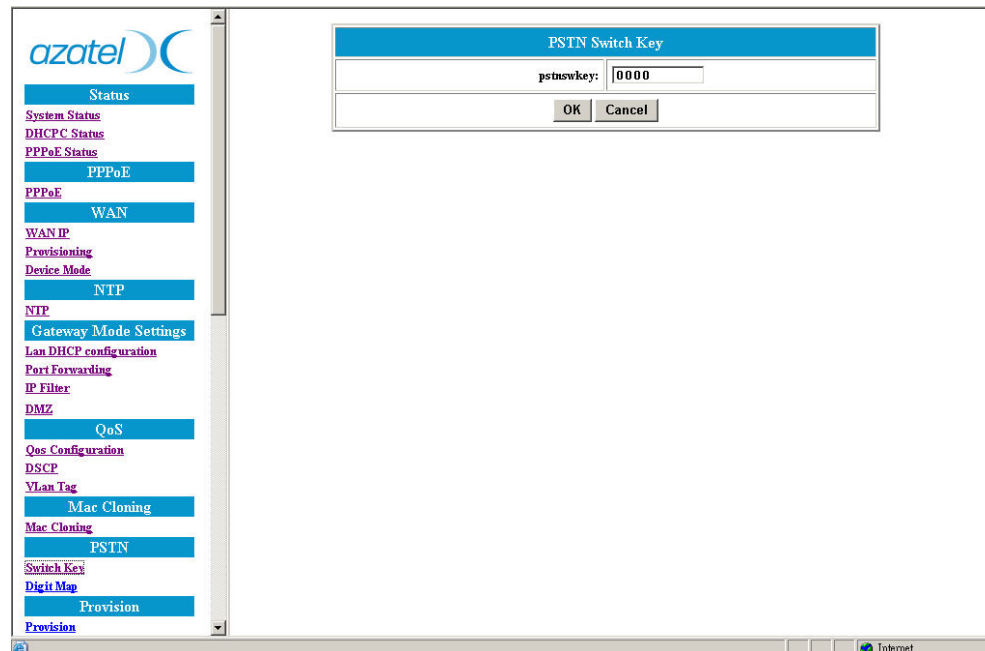 azatel
Status
System Status
DHCPC Status
PPPoE Status
PPPoE
PPPoE
WAN
WAN IP
Provisioning
Device Mode
NTP
NTP
Gateway Mode Settings
Lan DHCP configuration
Port Forwarding
IP Filter
DMZ
QoS
Qos Configuration
DSCP
VLan Tag
Mac Cloning
Mac Cloning
PSTN
Switch Key
Digit Map
Provision
Provision
PSTN Switch Key
pstnswkey: 0000
OK Cancel
Internet